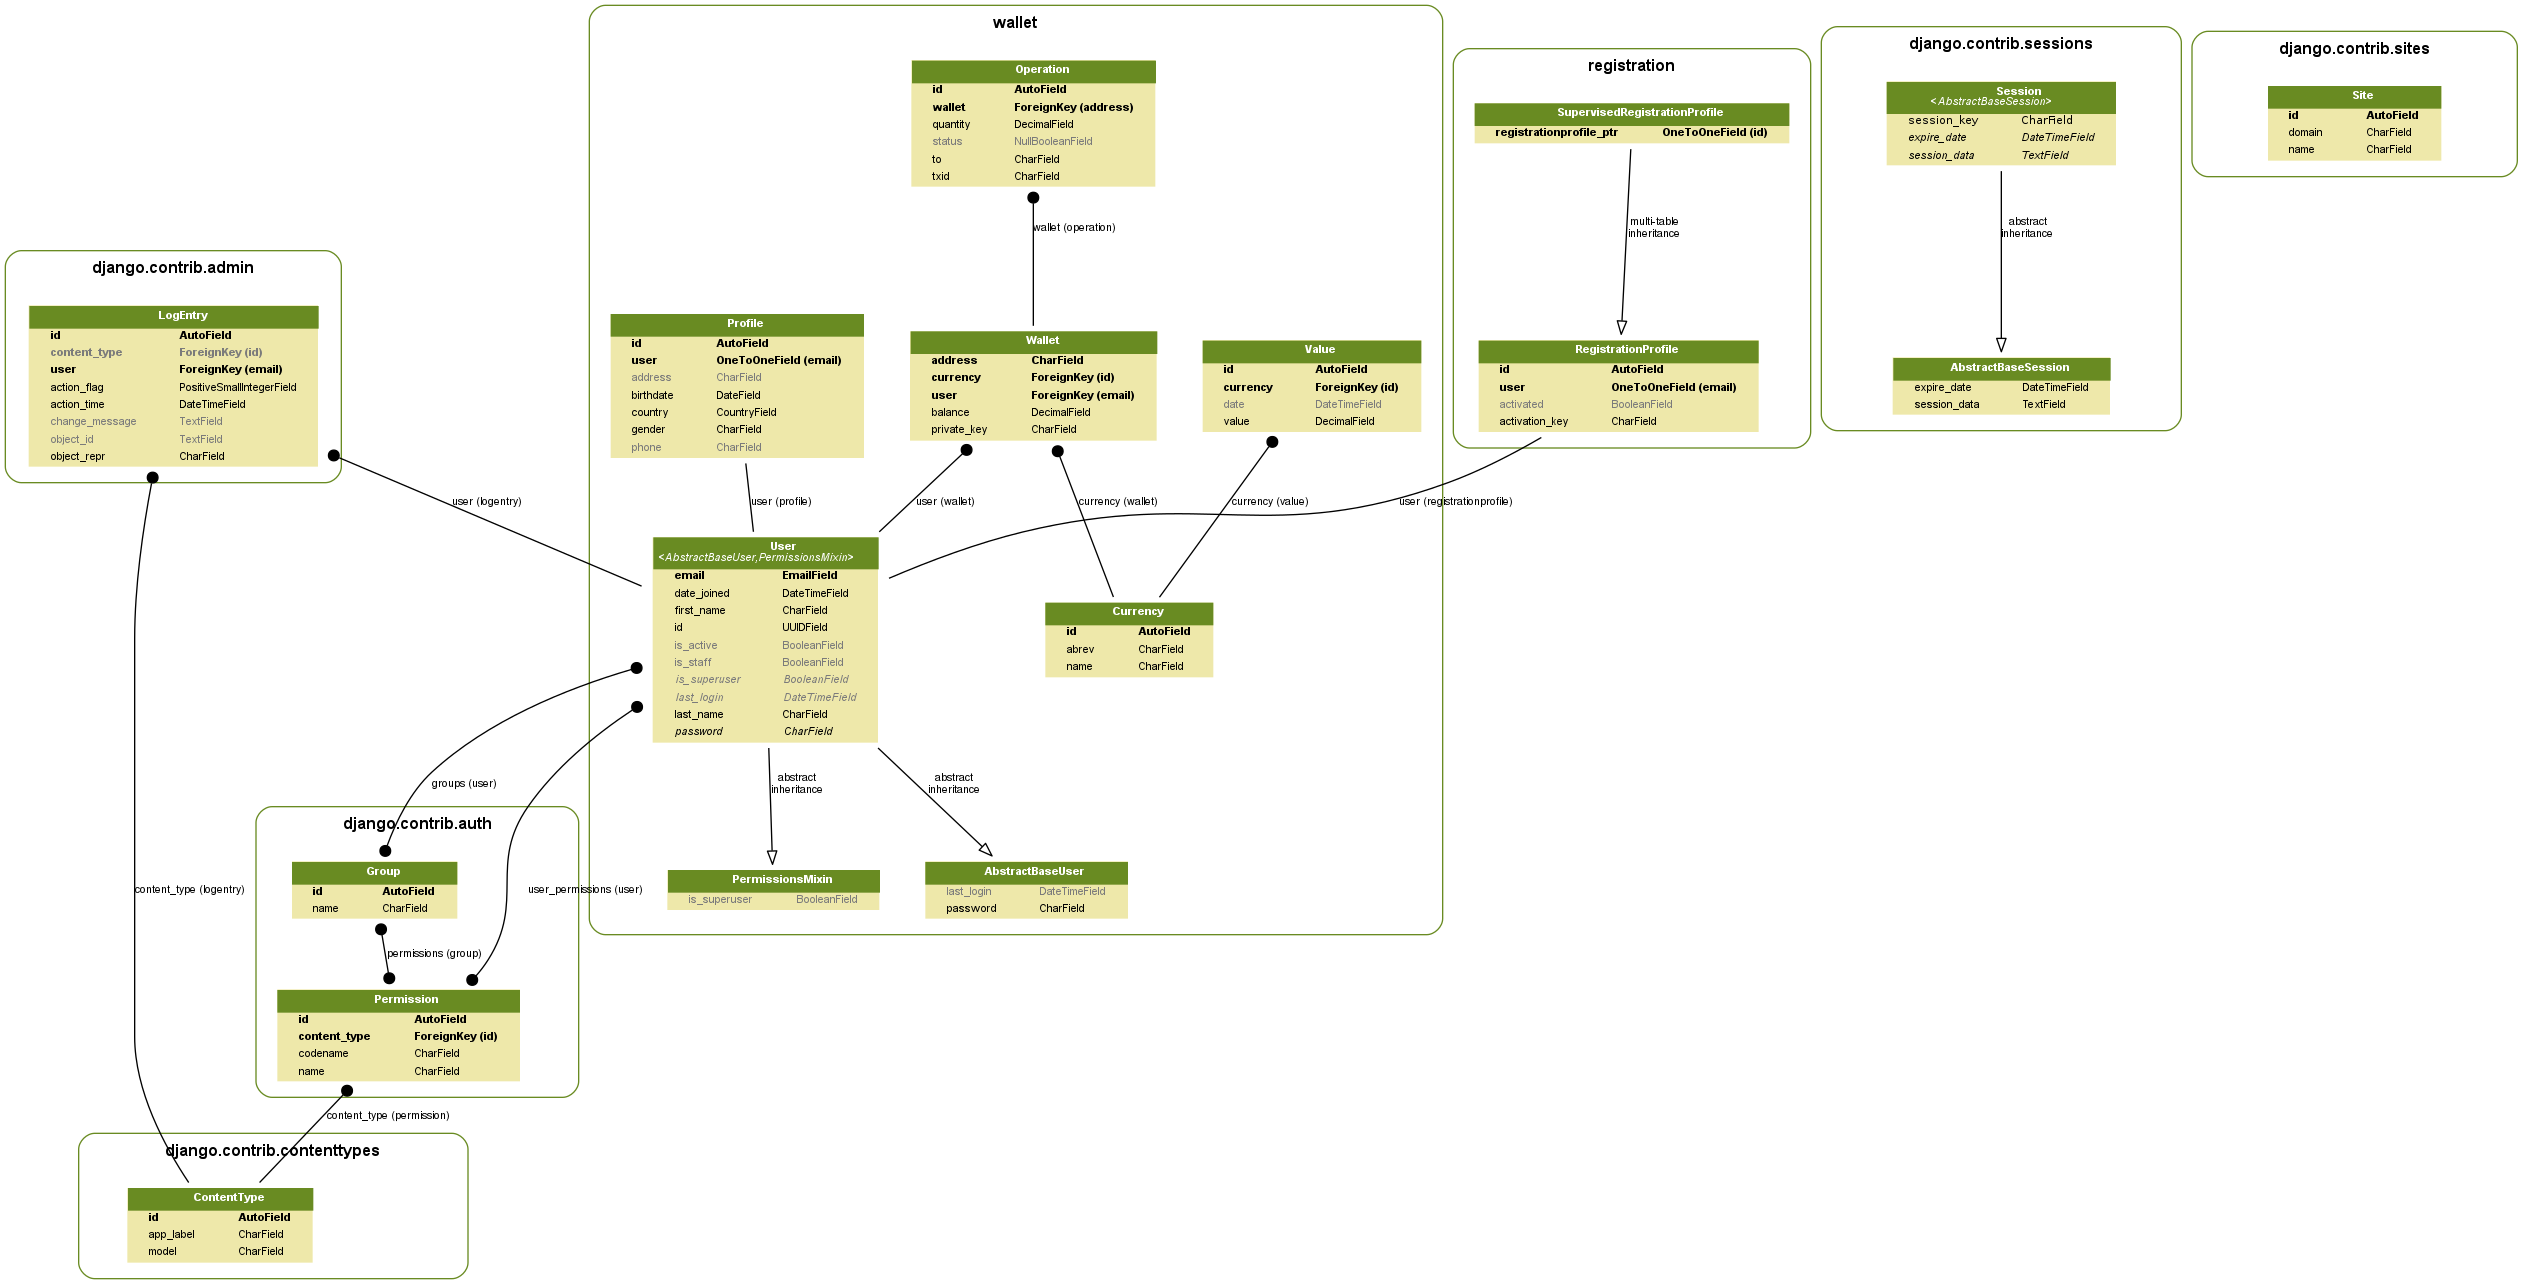 wallet
Operation
id AutoField
wallet ForeignKey (address)
quantity DecimalField
status NullBooleanField
to CharField
txid CharField
wallet (operation)
Profile
id AutoField
user OneToOneField (email)
address CharField
birthdate DateField
country CountryField
gender CharField
phone CharField
Wallet
address CharField
currency ForeignKey (id)
user ForeignKey (email)
balance DecimalField
private_key CharField
Value
id AutoField
currency ForeignKey (id)
date DateTimeField
value DecimalField
user (profile)
user (wallet)
currency (wallet)
currency (value)
User
<AbstractBaseUser,PermissionsMixin>
email EmailField
date_joined DateTimeField
first_name CharField
id UUIDField
is_active BooleanField
is_staff BooleanField
is_superuser BooleanField
last_login DateTimeField
last_name CharField
password CharField
Currency
id AutoField
abrev CharField
name CharField
abstract
inheritance
abstract
inheritance
PermissionsMixin
is_superuser BooleanField
AbstractBaseUser
last_login DateTimeField
password CharField
registration
SupervisedRegistrationProfile
registrationprofile_ptr OneToOneField (id)
multi-table
inheritance
RegistrationProfile
id AutoField
user OneToOneField (email)
activated BooleanField
activation_key CharField
user (registrationprofile)
django.contrib.sessions
Session
<AbstractBaseSession>
session_key CharField
expire_date DateTimeField
session_data TextField
abstract
inheritance
AbstractBaseSession
expire_date DateTimeField
session_data TextField
django.contrib.sites
Site
id AutoField
domain CharField
name CharField
django.contrib.admin
LogEntry
id AutoField
content_type ForeignKey (id)
user ForeignKey (email)
action_flag PositiveSmallIntegerField
action_time DateTimeField
change_message TextField
object_id TextField
object_repr CharField
user (logentry)
groups (user)
content_type (logentry)
user_permissions (user)
django.contrib.auth
Group
id AutoField
name CharField
permissions (group)
Permission
id AutoField
content_type ForeignKey (id)
codename CharField
name CharField
content_type (permission)
django.contrib.contenttypes
ContentType
id AutoField
app_label CharField
model CharField